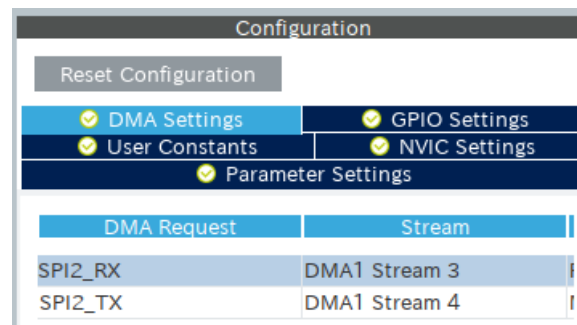 Configuration
Reset Configuration
DMA Settings GPIO Settings
User Constants NVIC Settings
Parameter Settings
DMA Request Stream
SPI2_RX DMA1 Stream 3
SPI2_TX DMA1 Stream 4